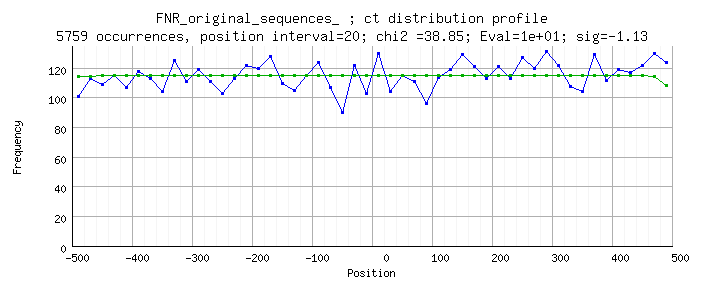 FNR_original_sequences_ ; ct distribution profile
5759 occurrences, position interval=20; chi2 =38.85; Eval=1e+01; sig=-1.13
120
100
80
60
40
20
0
Frequency
-500 -400 -300 -200 -100 0 100 200 300 400 500
Position